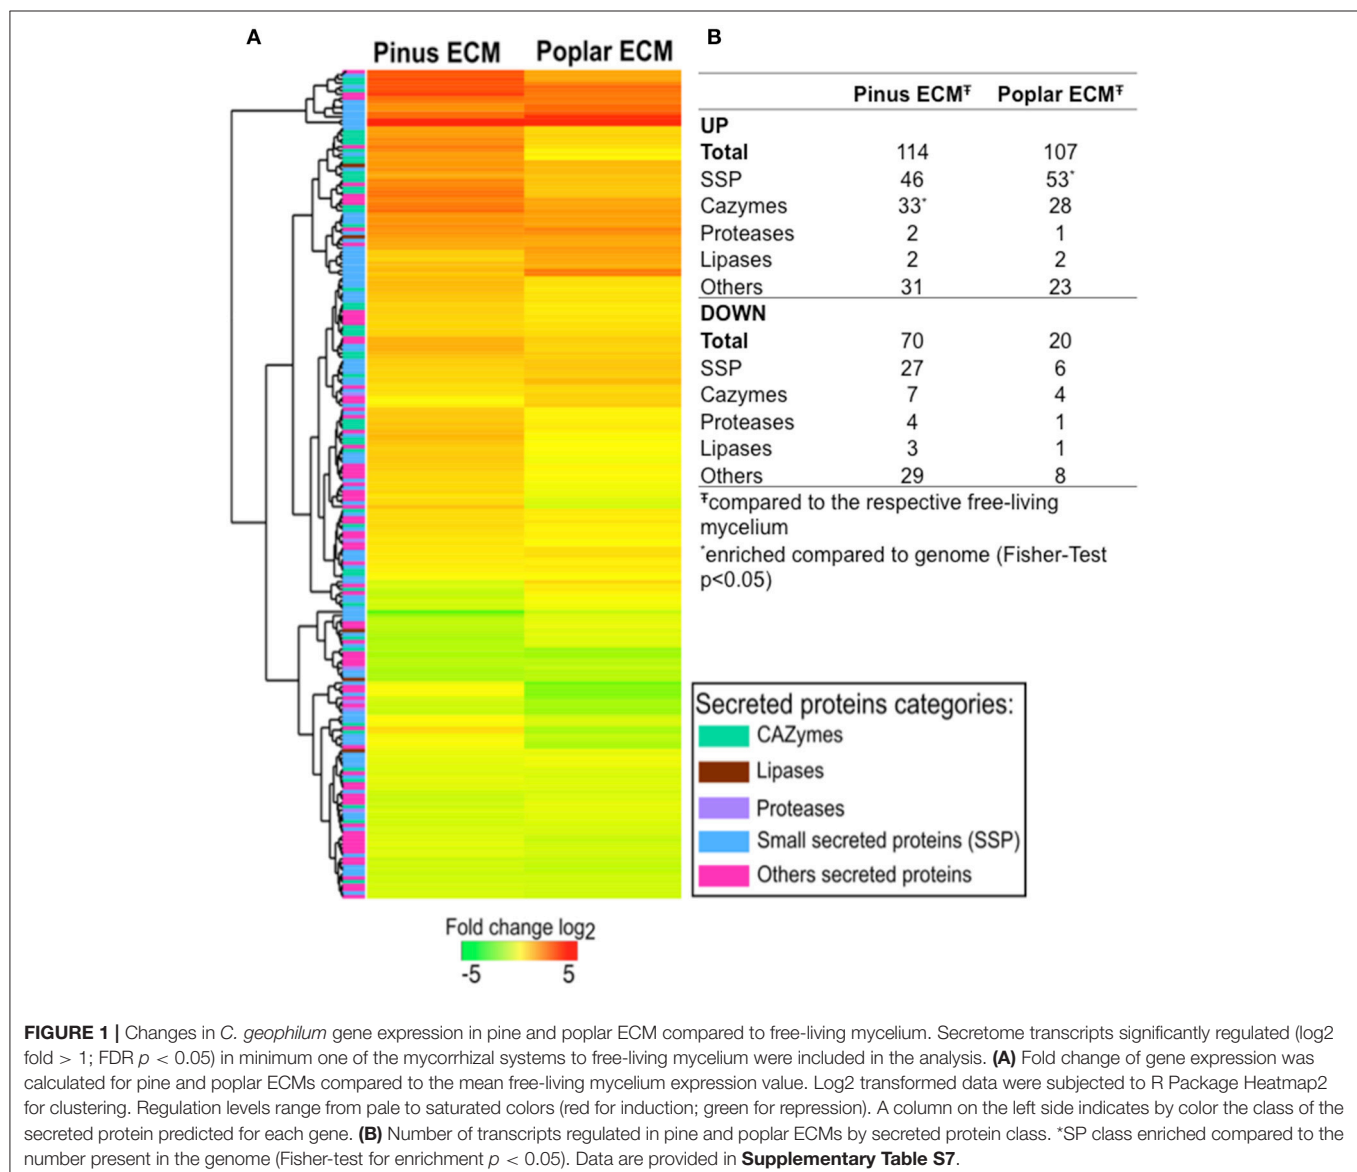 A
Pinus ECM Poplar ECM
Fold change log2
-5 5
B
Pinus ECMŦ Poplar ECMŦ
UP
Total 114 107
SSP 46 53*
Cazymes 33* 28
Proteases 2 1
Lipases 2 2
Others 31 23
DOWN
Total 70 20
SSP 27 6
Cazymes 7 4
Proteases 4 1
Lipases 3 1
Others 29 8
Ŧcompared to the respective free-living
mycelium
*enriched compared to genome (Fisher-Test
p<0.05)
Secreted proteins categories:
CAZymes
Lipases
Proteases
Small secreted proteins (SSP)
Others secreted proteins
FIGURE 1 | Changes in C. geophilum gene expression in pine and poplar ECM compared to free-living mycelium. Secretome transcripts significantly regulated (log2
fold > 1; FDR p < 0.05) in minimum one of the mycorrhizal systems to free-living mycelium were included in the analysis. (A) Fold change of gene expression was
calculated for pine and poplar ECMs compared to the mean free-living mycelium expression value. Log2 transformed data were subjected to R Package Heatmap2
for clustering. Regulation levels range from pale to saturated colors (red for induction; green for repression). A column on the left side indicates by color the class of the
secreted protein predicted for each gene. (B) Number of transcripts regulated in pine and poplar ECMs by secreted protein class. *SP class enriched compared to the
number present in the genome (Fisher-test for enrichment p < 0.05). Data are provided in Supplementary Table S7.